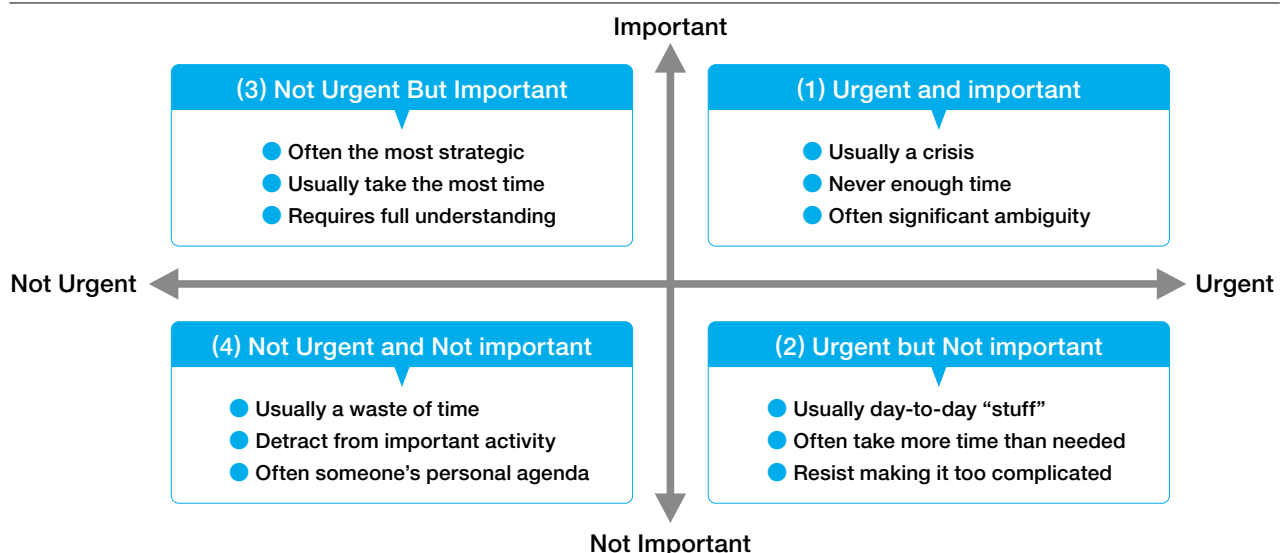 Important
(3) Not Urgent But Important
Often the most strategic
Usually take the most time
Requires full understanding
(1) Urgent and important
Usually a crisis
Never enough time
Often significant ambiguity
Not Urgent
Urgent
(4) Not Urgent and Not important
Usually a waste of time
Detract from important activity
Often someone’s personal agenda
(2) Urgent but Not important
Usually day-to-day “stuff”
Often take more time than needed
Resist making it too complicated
Not Important